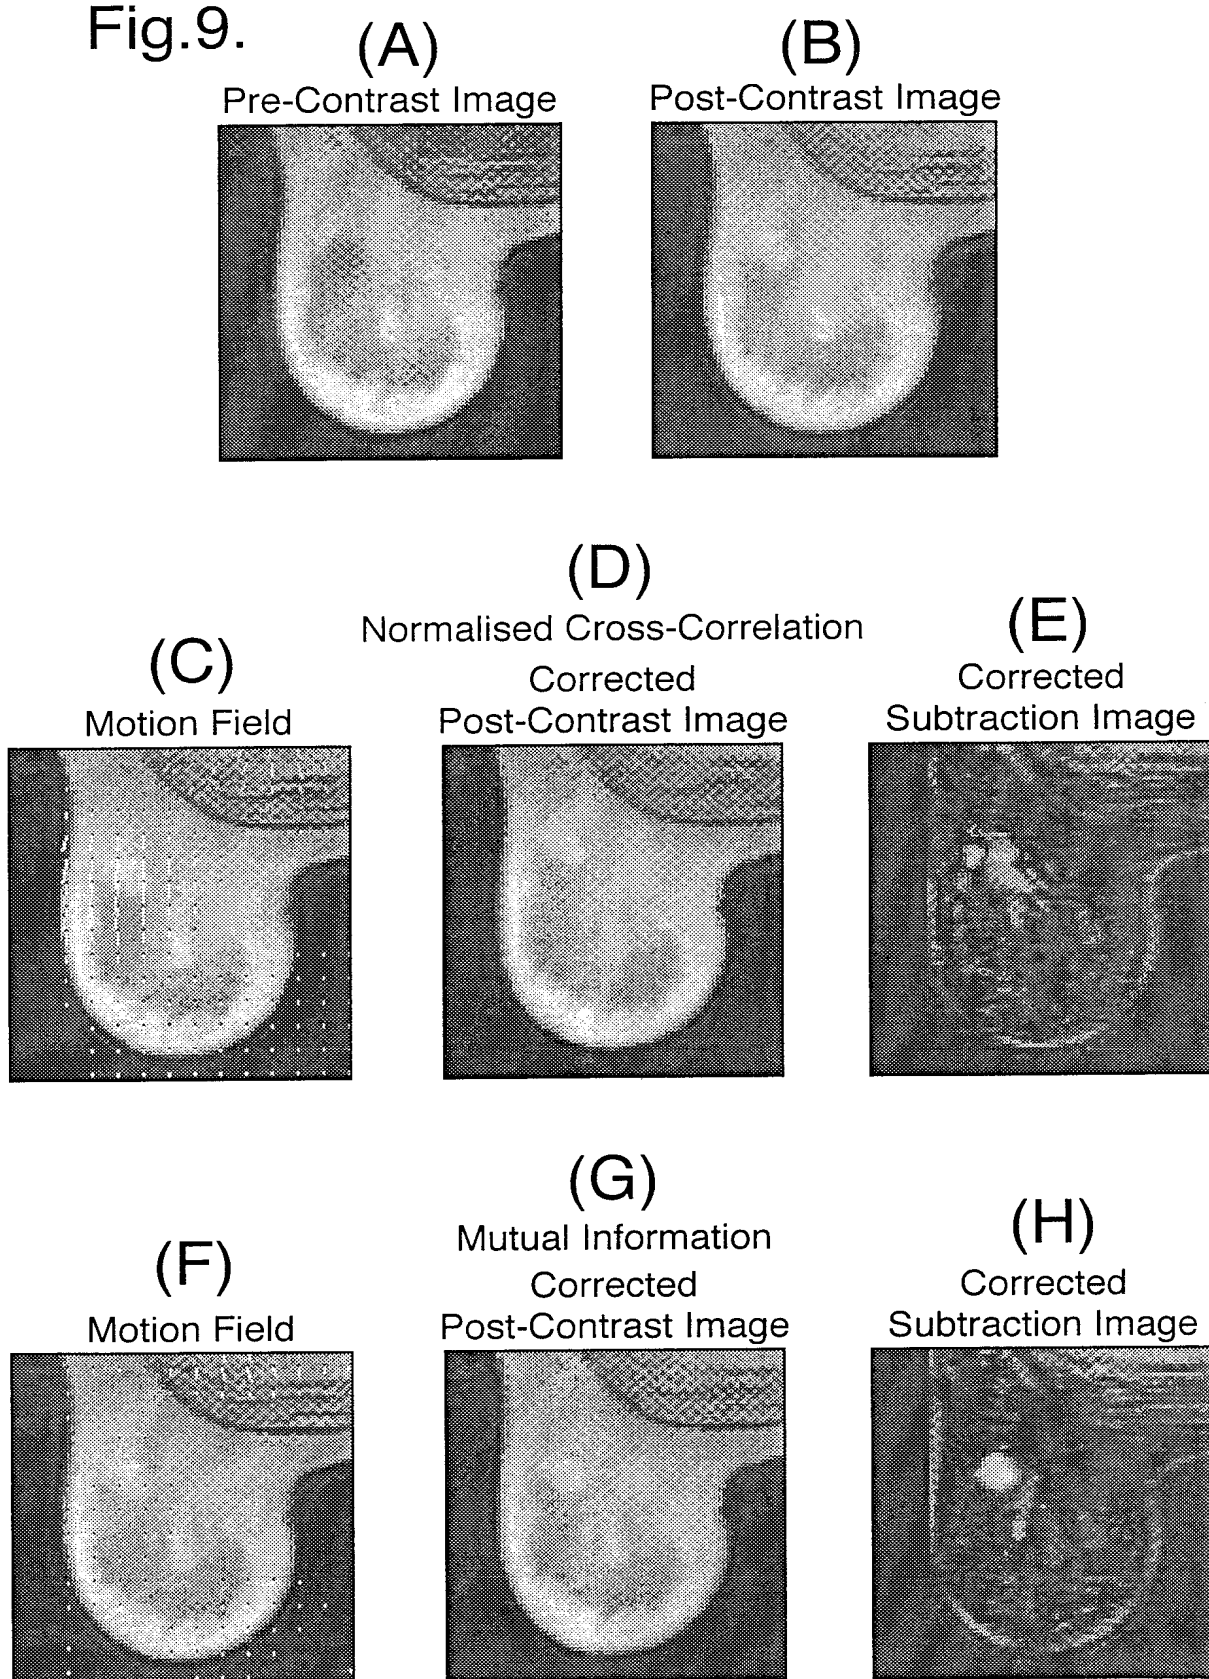 Fig.9.
(A)
Pre-Contrast Image
(B)
Post-Contrast Image
(D)
Normalised Cross-Correlation
(C)
Motion Field
Corrected
Post-Contrast Image
(E)
Corrected
Subtraction Image
(G)
Mutual Information
(F)
Motion Field
Corrected
Post-Contrast Image
(H)
Corrected
Subtraction Image